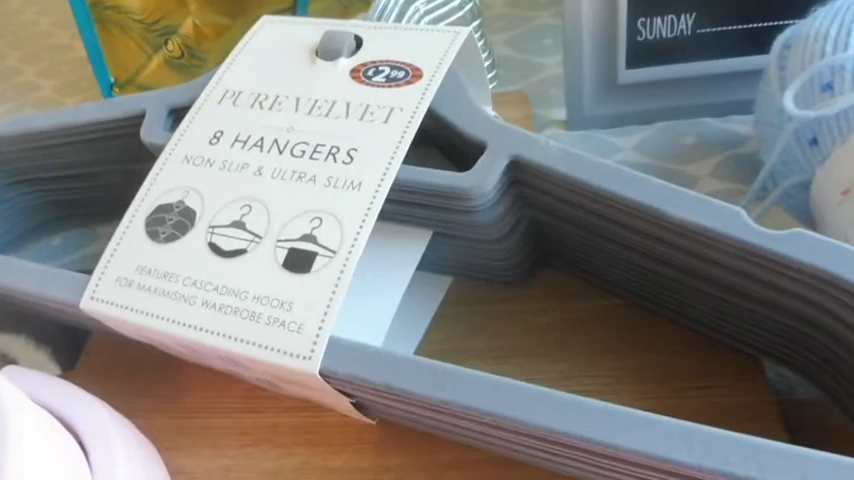 SUNDAY
£2.99
PURE VELVET
8 HANGERS
NON SLIP & ULTRA SLIM
FEATURES CASCADING HOOKS
FOR MAXIMISING WARDROBE SPACE